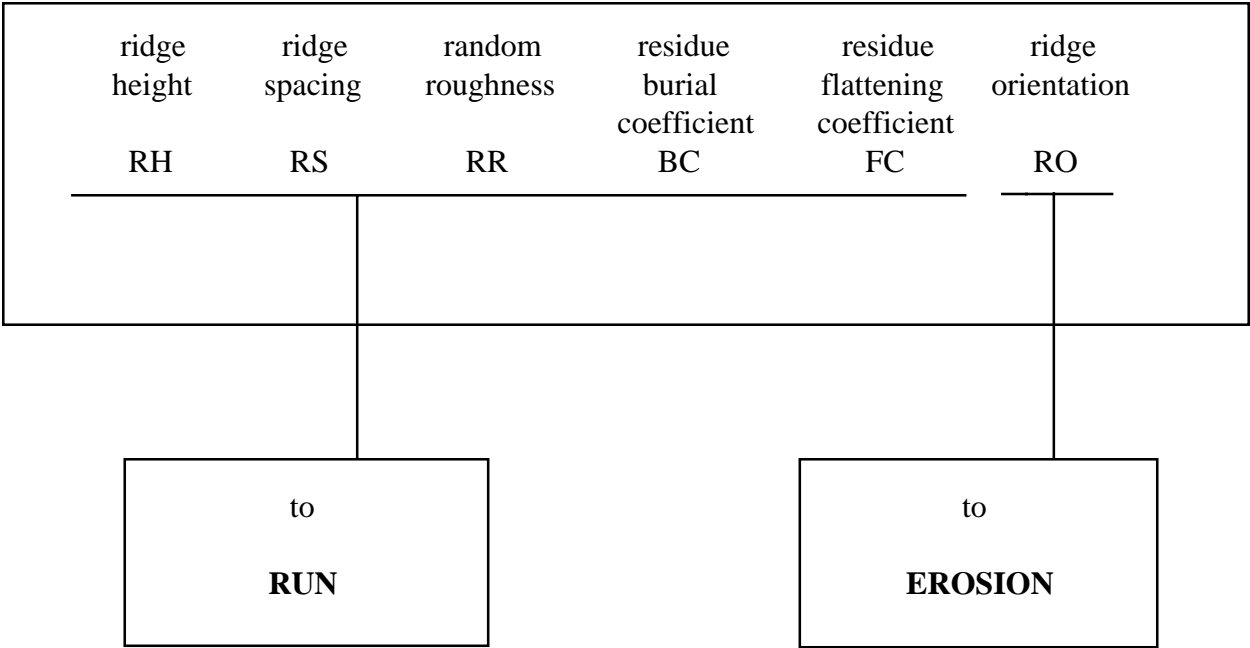 ridge ridge random residue residue ridge
height spacing roughness burial flattening orientation
coefficient coefficient
RH RS RR BC FC RO
to
RUN
to
EROSION